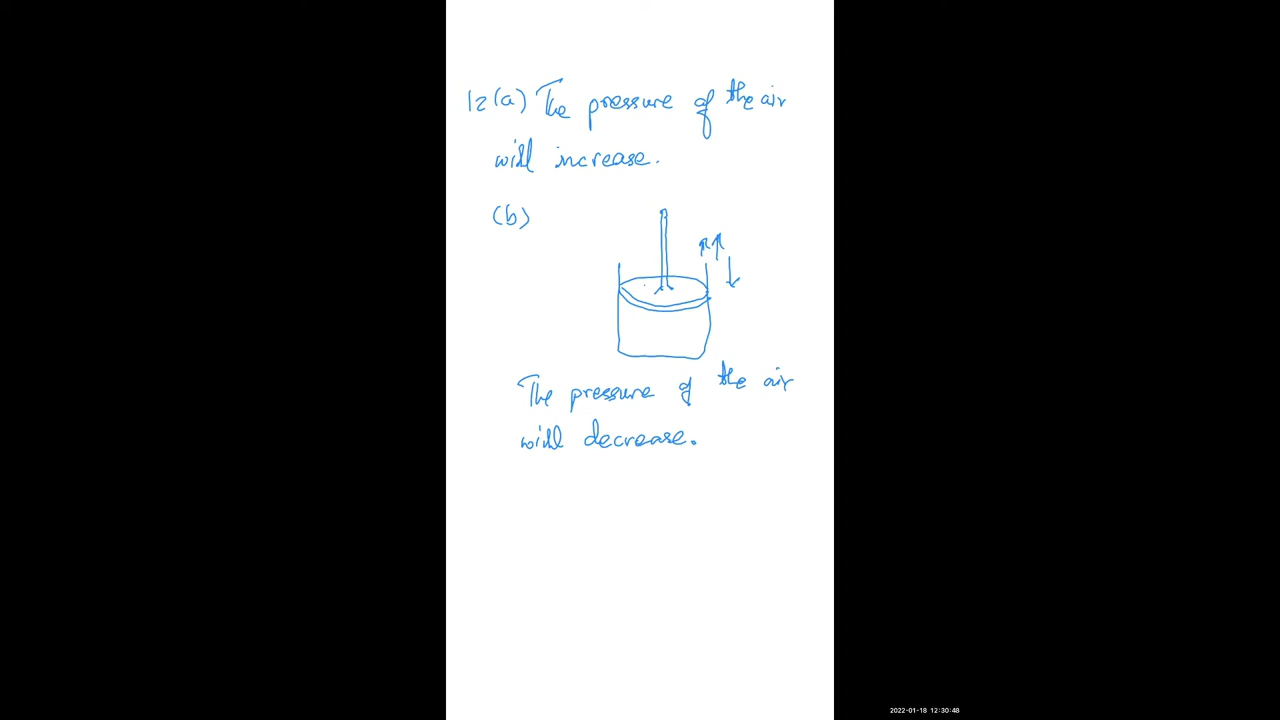 12(a) The pressure of the air
will increase.
(b)
The pressure of the air
will decrease.
2022-01-18 12:30:48